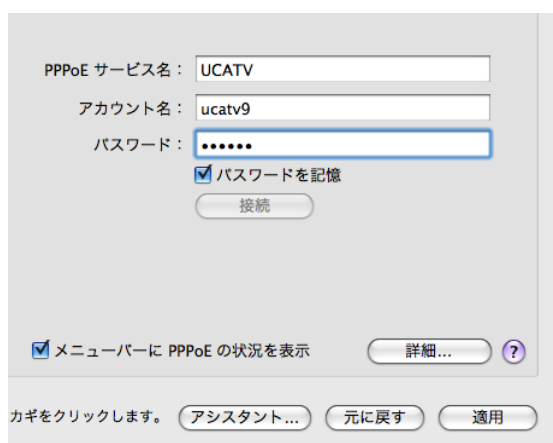 PPPoE サービス名： UCATV
アカウント名： ucatv9
パスワード： ••••••
パスワードを記憶
接続
メニューバーに PPPoE の状況を表示 詳細... ?
カギをクリックします。 アシスタント... 元に戻す 適用